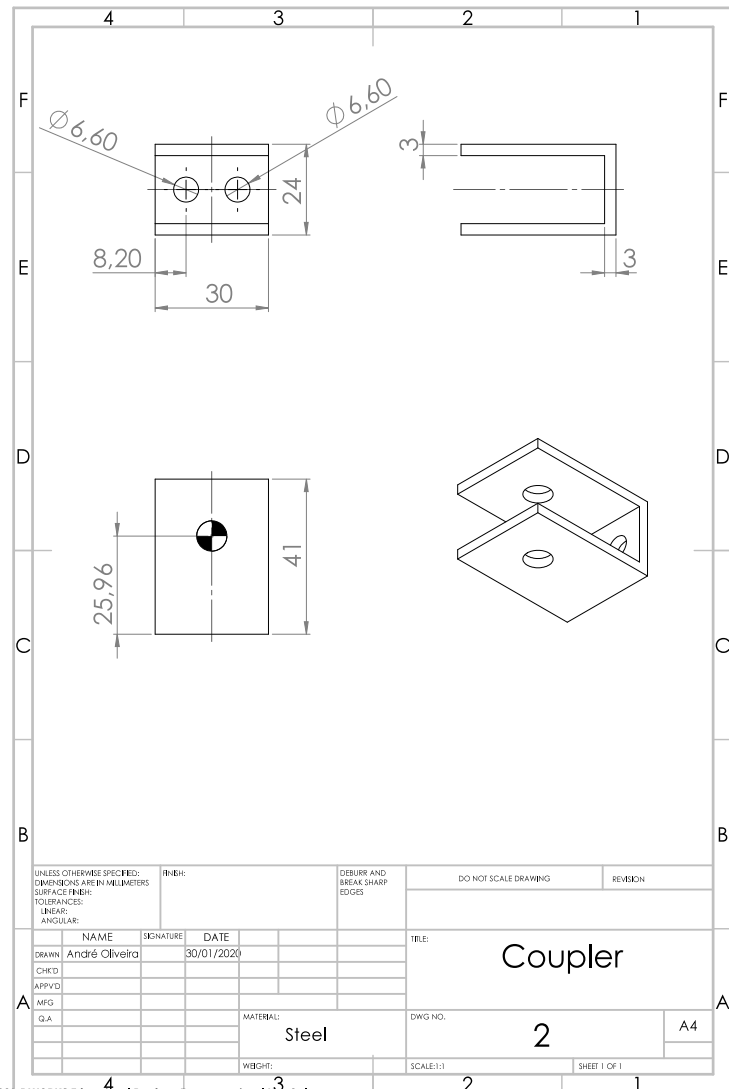 4 3 2 1
F F
Ø6,60 Ø6,60
3
24
8,20
E 3 E
30
D D
41
25,96
C C
B B
UNLESS OTHERWISE SPECIFIED:
DIMENSIONS ARE IN MILLIMETERS
SURFACE FINISH:
TOLERANCES:
LINEAR:
ANGULAR:
FINISH:
DEBURR AND
BREAK SHARP
EDGES
DO NOT SCALE DRAWING
REVISION
NAME SIGNATURE DATE
DRAWN André Oliveira 30/01/2020
CHK'D
APPV'D
MFG
Q.A
TITLE:
Coupler
A A
MATERIAL:
Steel
DWG NO.
2
A4
WEIGHT:
SCALE:1:1
SHEET 1 OF 1
4 3 2 1